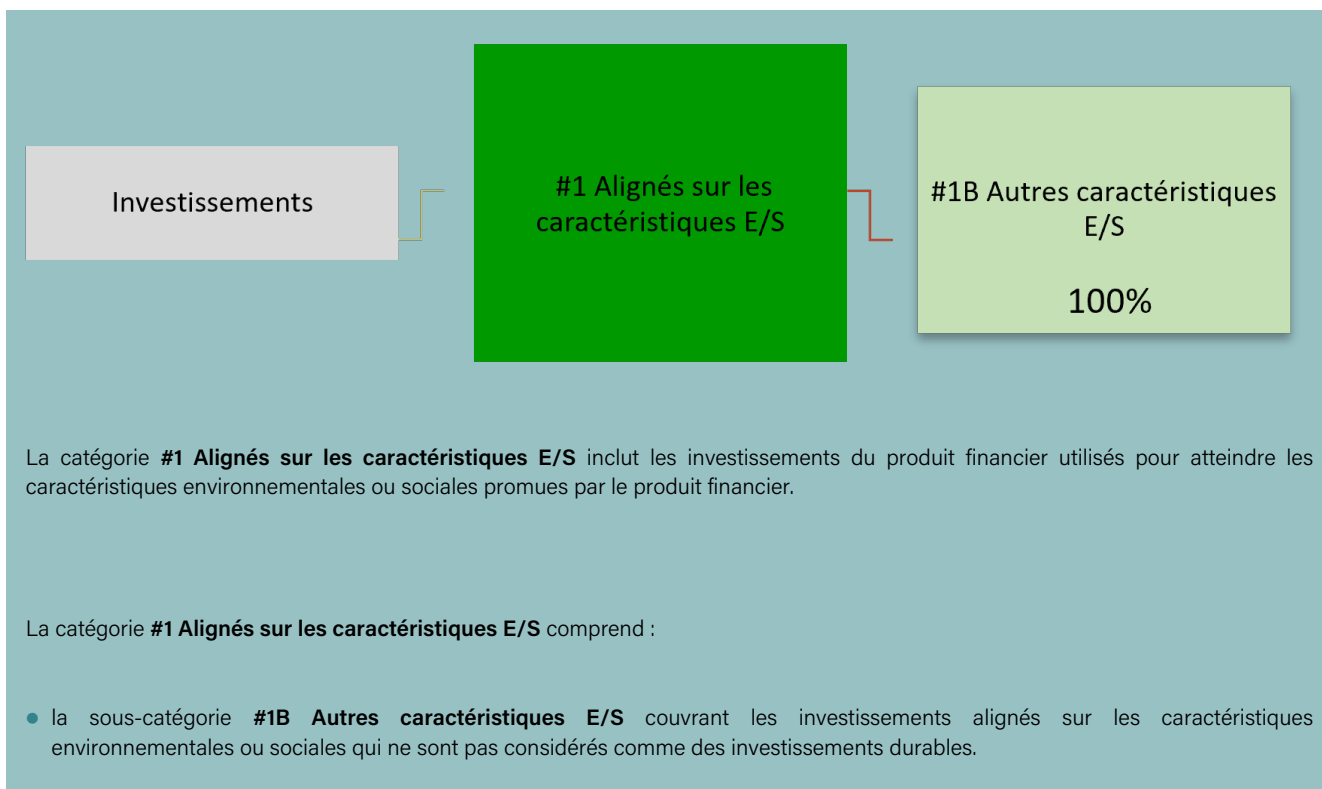 Investissements
#1 Alignés sur les
caractéristiques E/S
#1B Autres caractéristiques
E/S
100%
La catégorie #1 Alignés sur les caractéristiques E/S inclut les investissements du produit financier utilisés pour atteindre les
caractéristiques environnementales ou sociales promues par le produit financier.
La catégorie #1 Alignés sur les caractéristiques E/S comprend :
● la sous-catégorie #1B Autres caractéristiques E/S couvrant les investissements alignés sur les caractéristiques
environnementales ou sociales qui ne sont pas considérés comme des investissements durables.